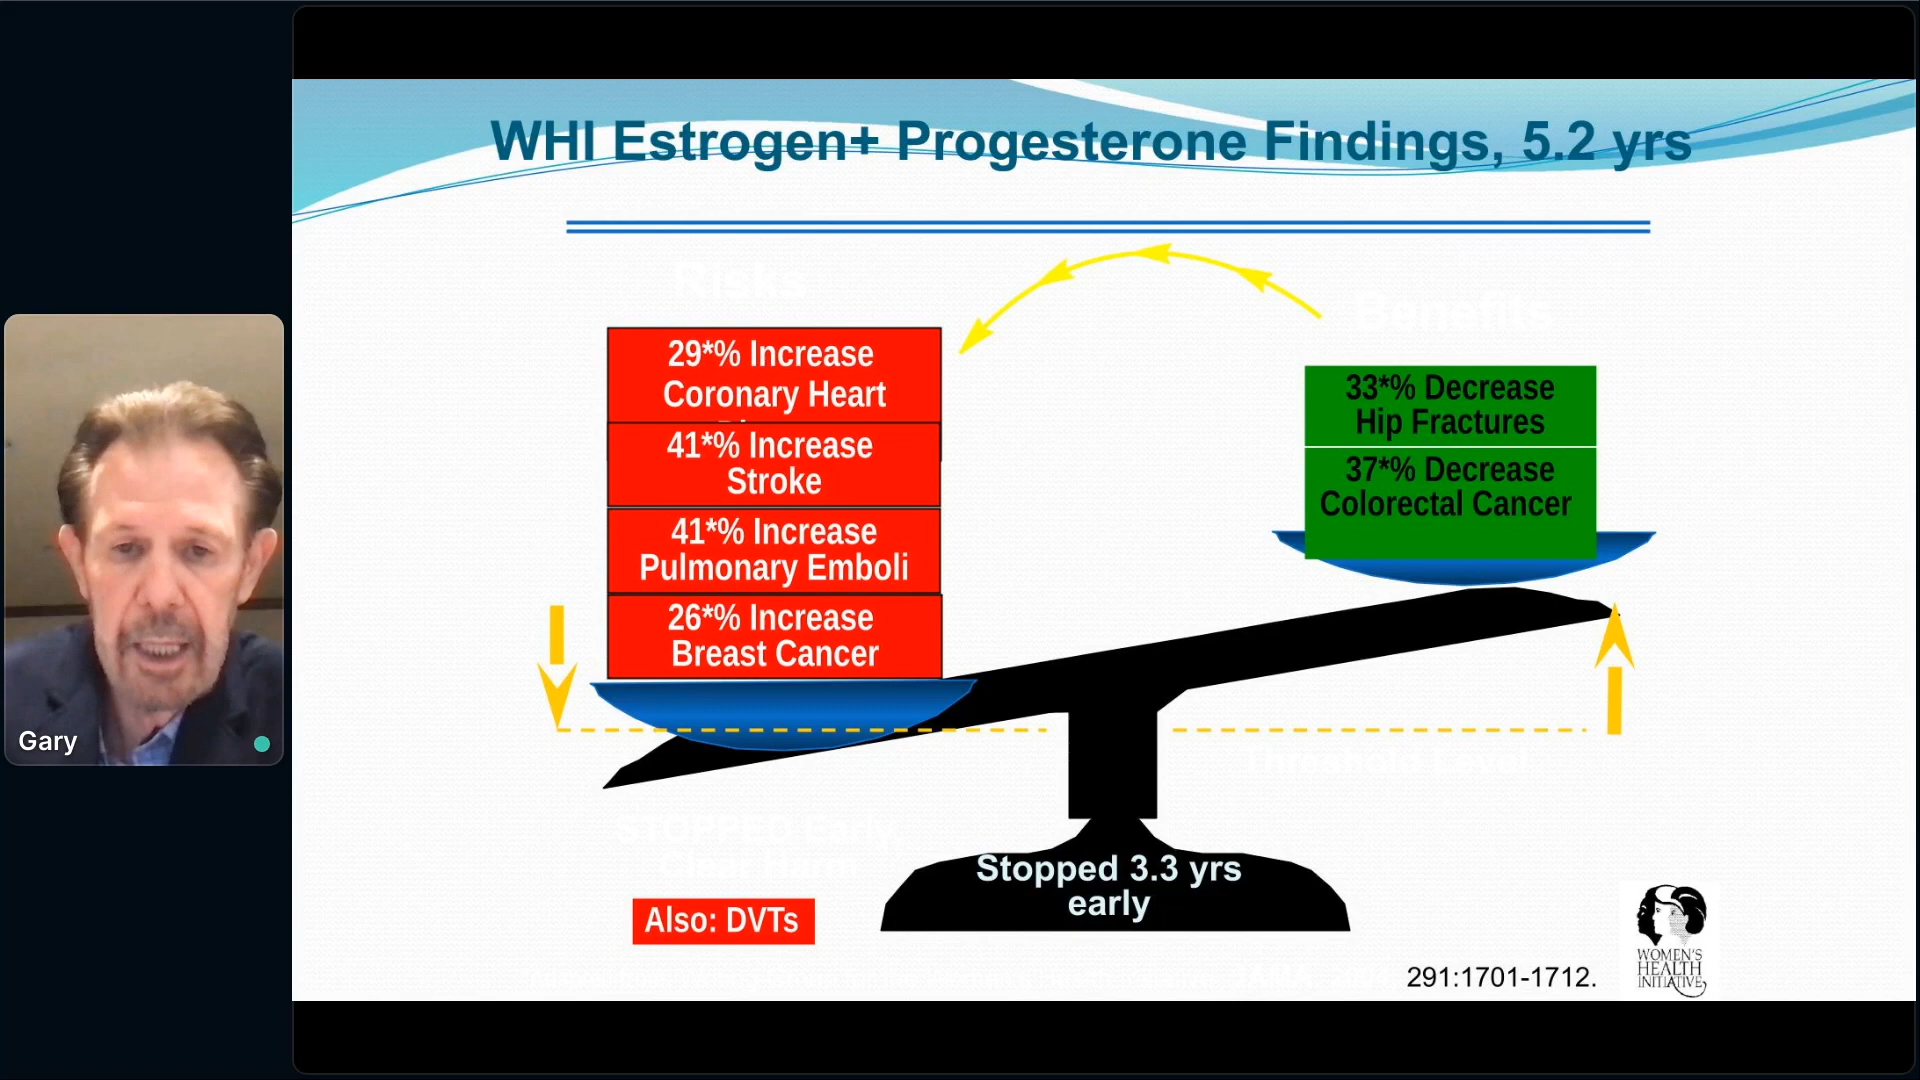 WHI Estrogen+ Progesterone Findings, 5.2 yrs
Risks
Benefits
29*% Increase
Coronary Heart
41*% Increase
Stroke
41*% Increase
Pulmonary Emboli
26*% Increase
Breast Cancer
33*% Decrease
Hip Fractures
37*% Decrease
Colorectal Cancer
STOPPED Early
Clear Harm
Stopped 3.3 yrs
early
Also: DVTs
291:1701-1712.
WOMEN'S
HEALTH
INITIATIVE
Gary